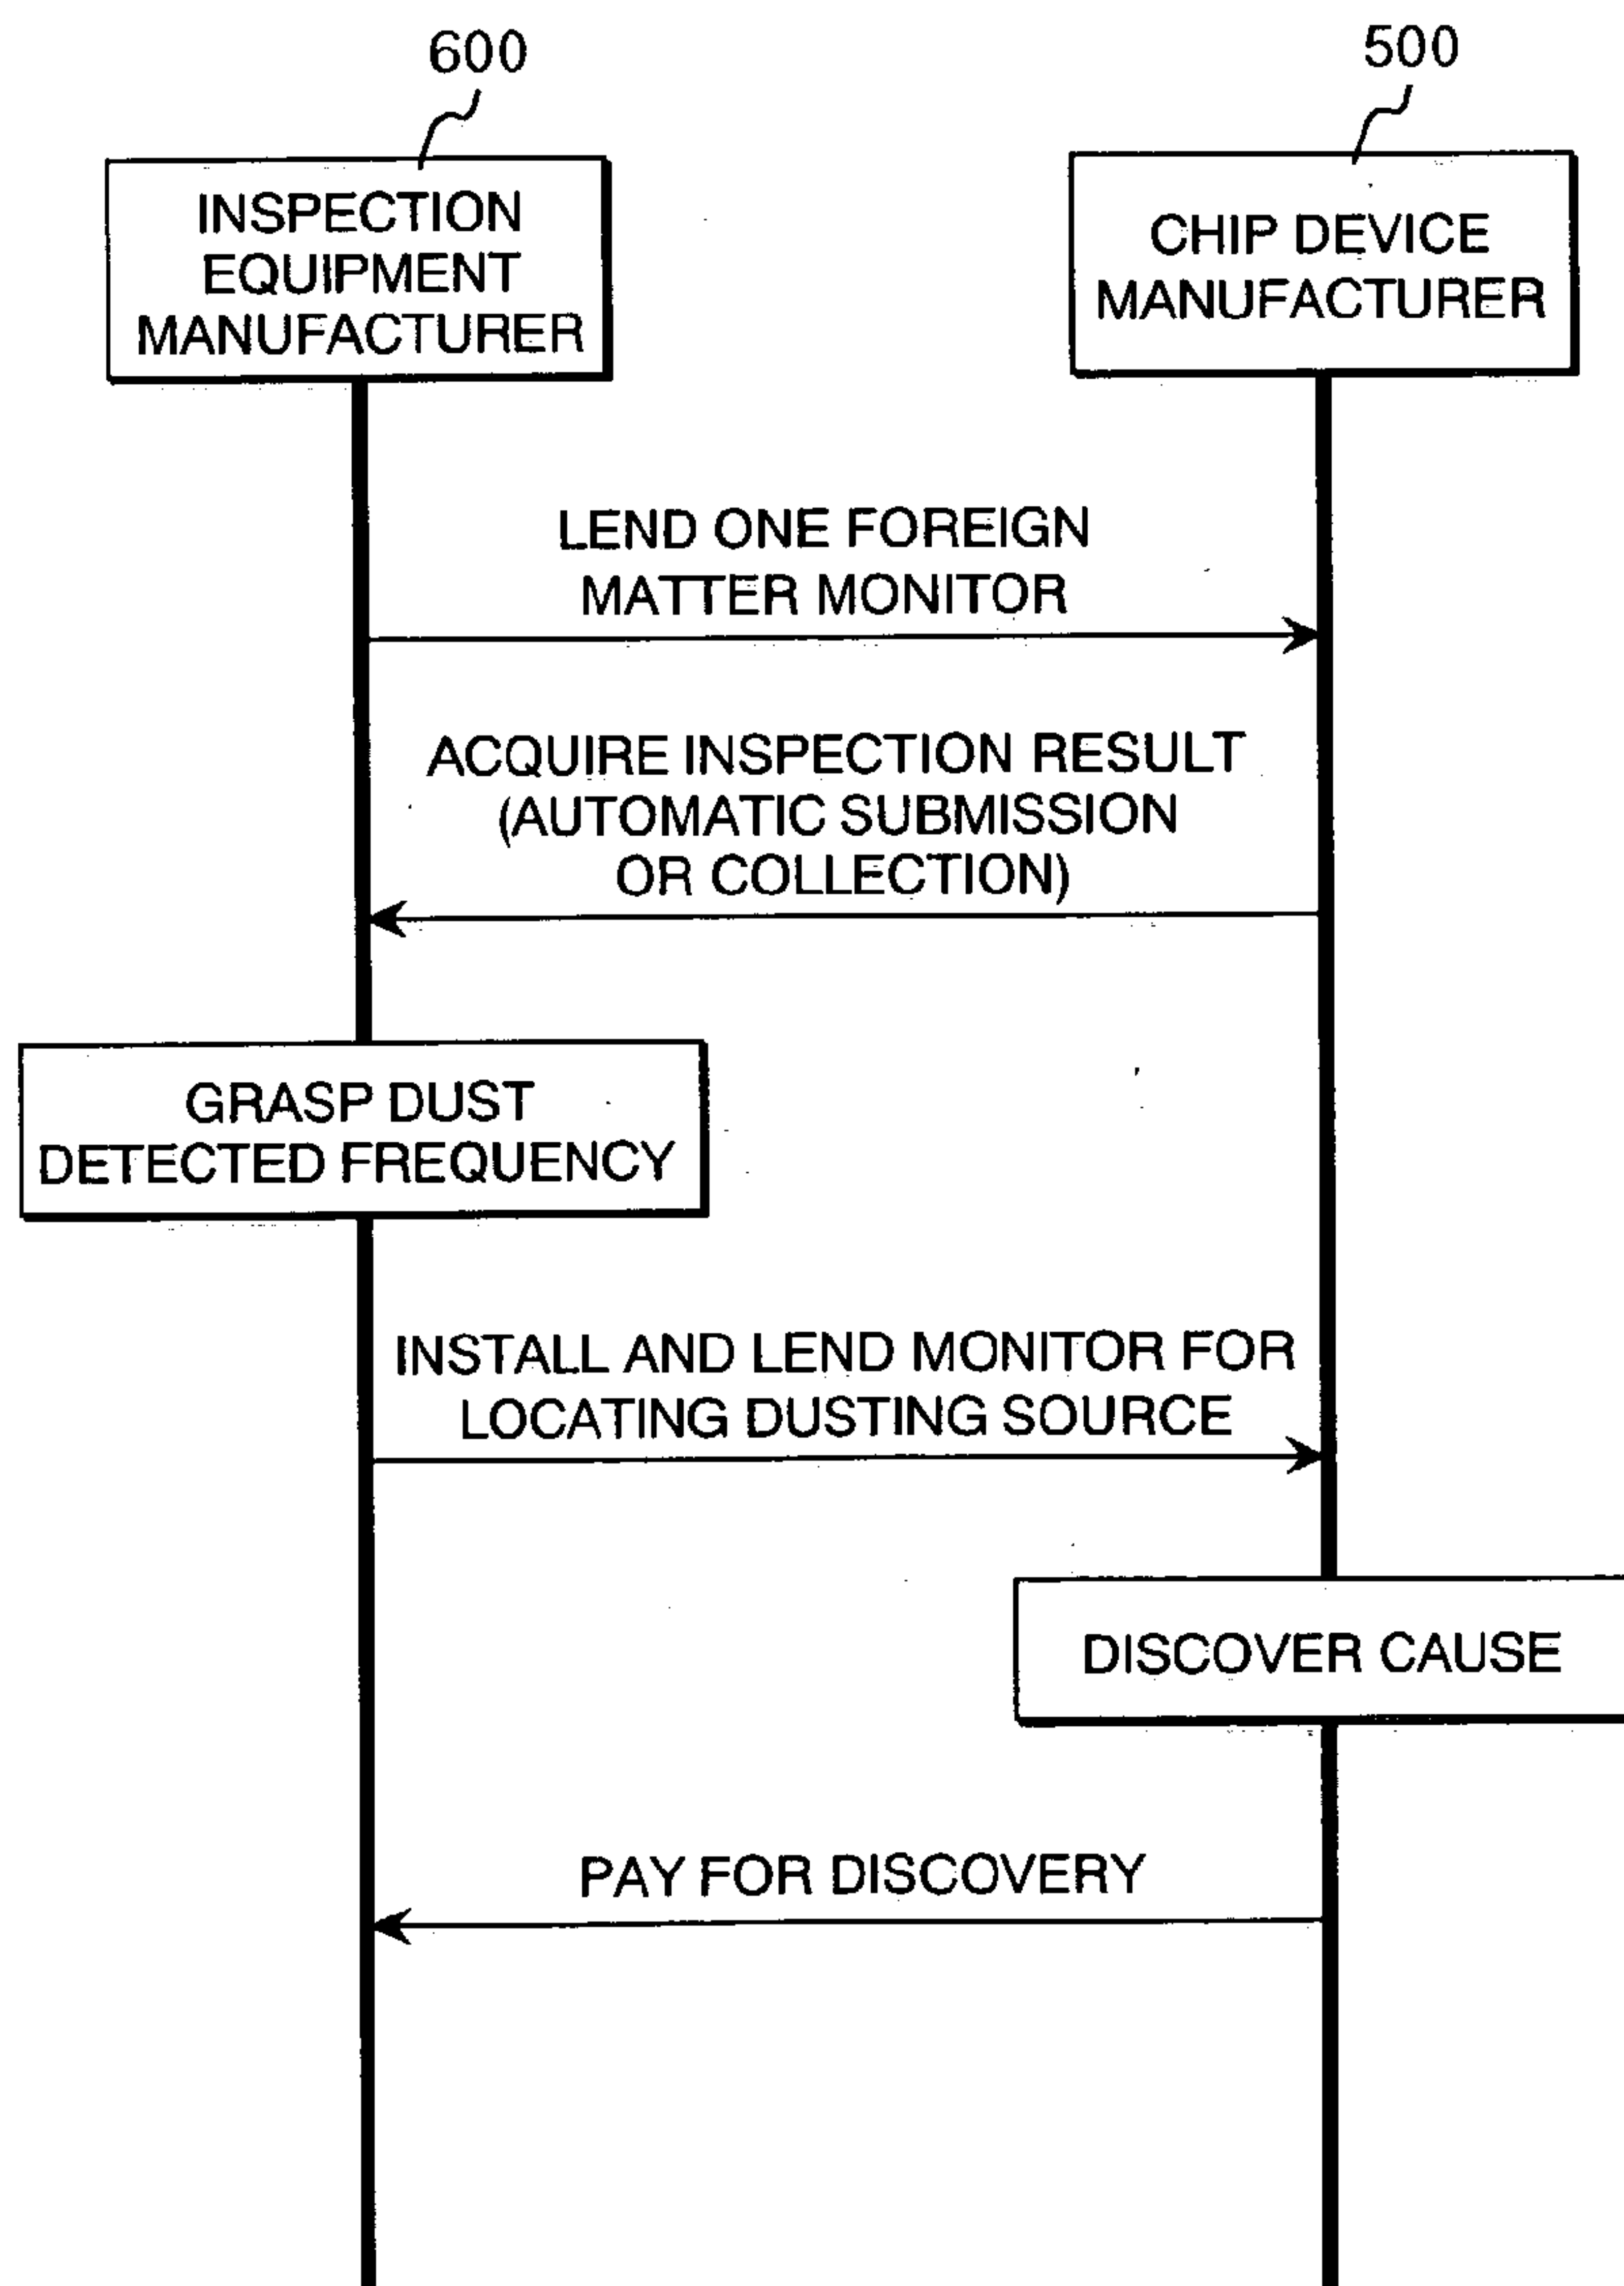 600
500
INSPECTION
EQUIPMENT
MANUFACTURER
CHIP DEVICE
MANUFACTURER
LEND ONE FOREIGN
MATTER MONITOR
ACQUIRE INSPECTION RESULT
(AUTOMATIC SUBMISSION
OR COLLECTION)
GRASP DUST
DETECTED FREQUENCY
INSTALL AND LEND MONITOR FOR
LOCATING DUSTING SOURCE
DISCOVER CAUSE
PAY FOR DISCOVERY